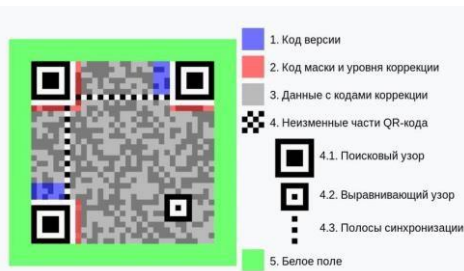 1. Код версии
2. Код маски и уровня коррекции
3. Данные с кодами коррекции
4. Неизменные части QR-кода
4.1. Поисковый узор
4.2. Выравнивающий узор
4.3. Полосы синхронизации
5. Белое поле